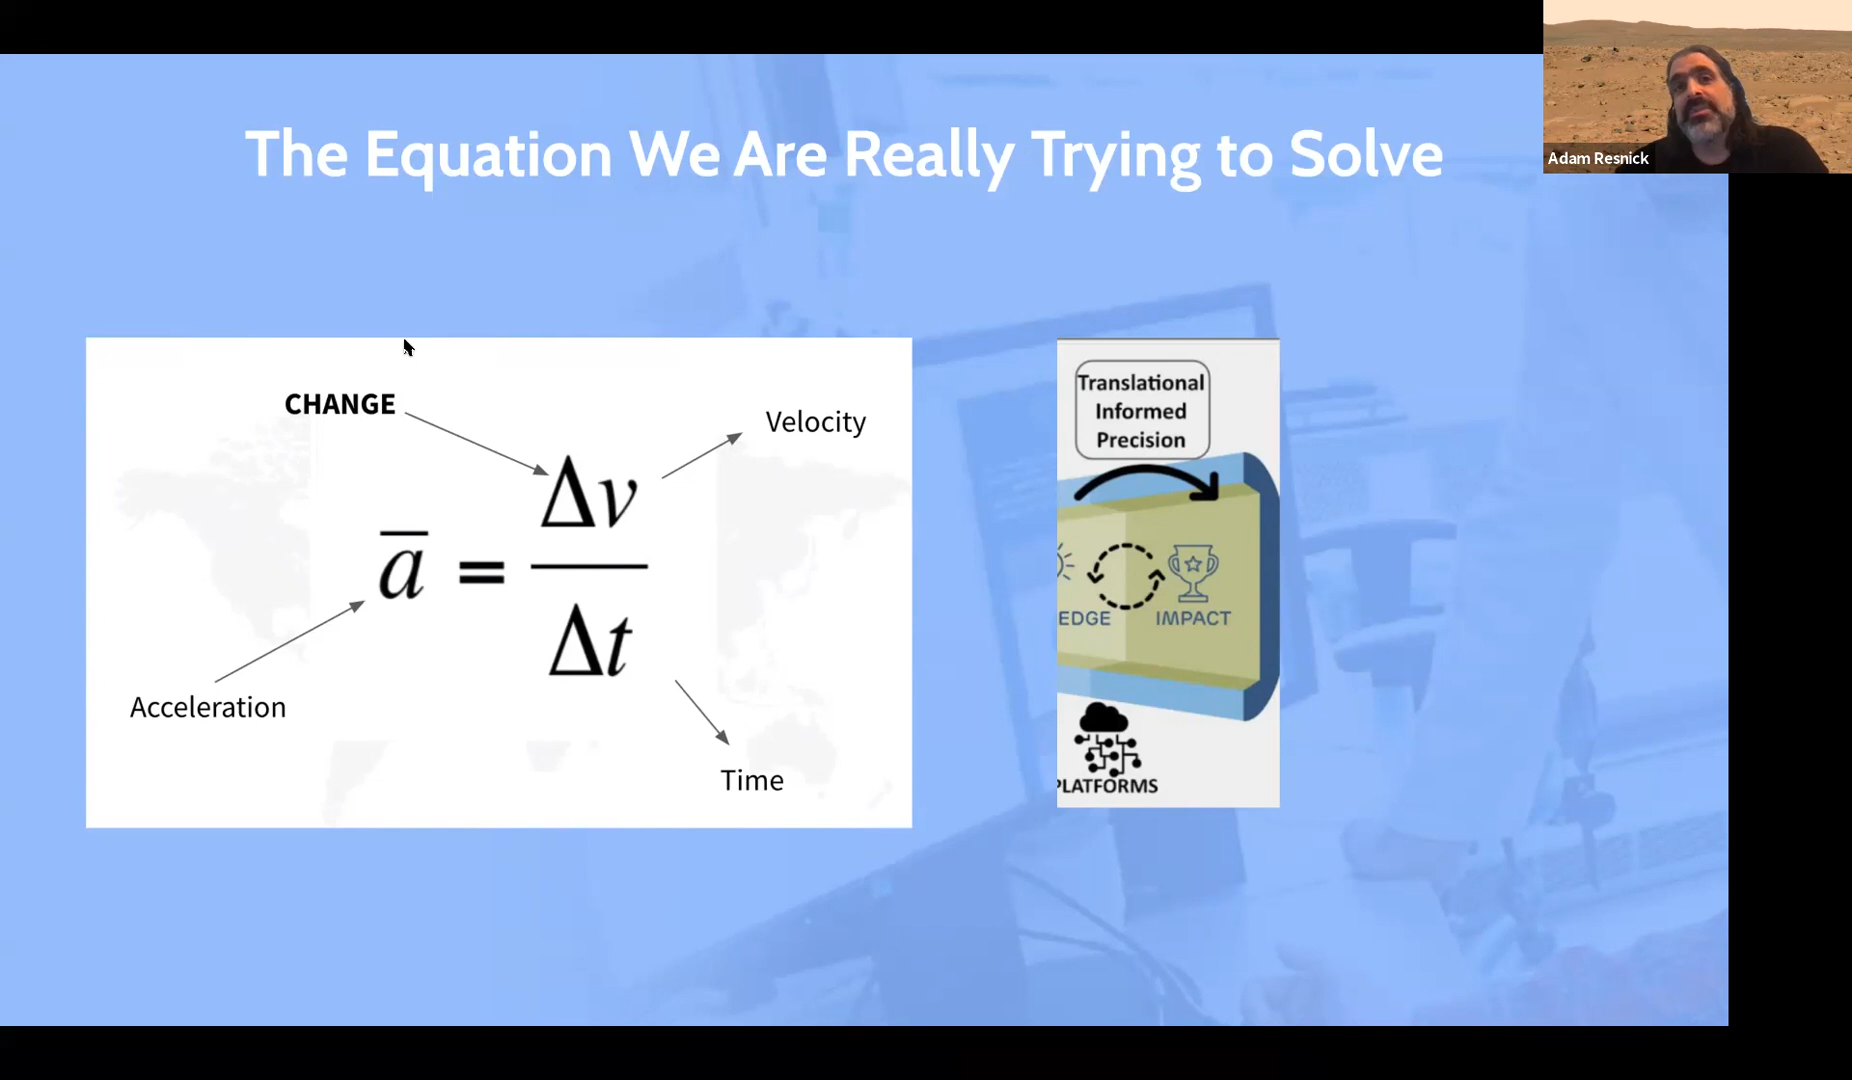 The Equation We Are Really Trying to Solve
Adam Resnick
CHANGE
Velocity
a = Δv
Δt
Acceleration
Time
Translational
Informed
Precision
EDGE
IMPACT
PLATFORMS